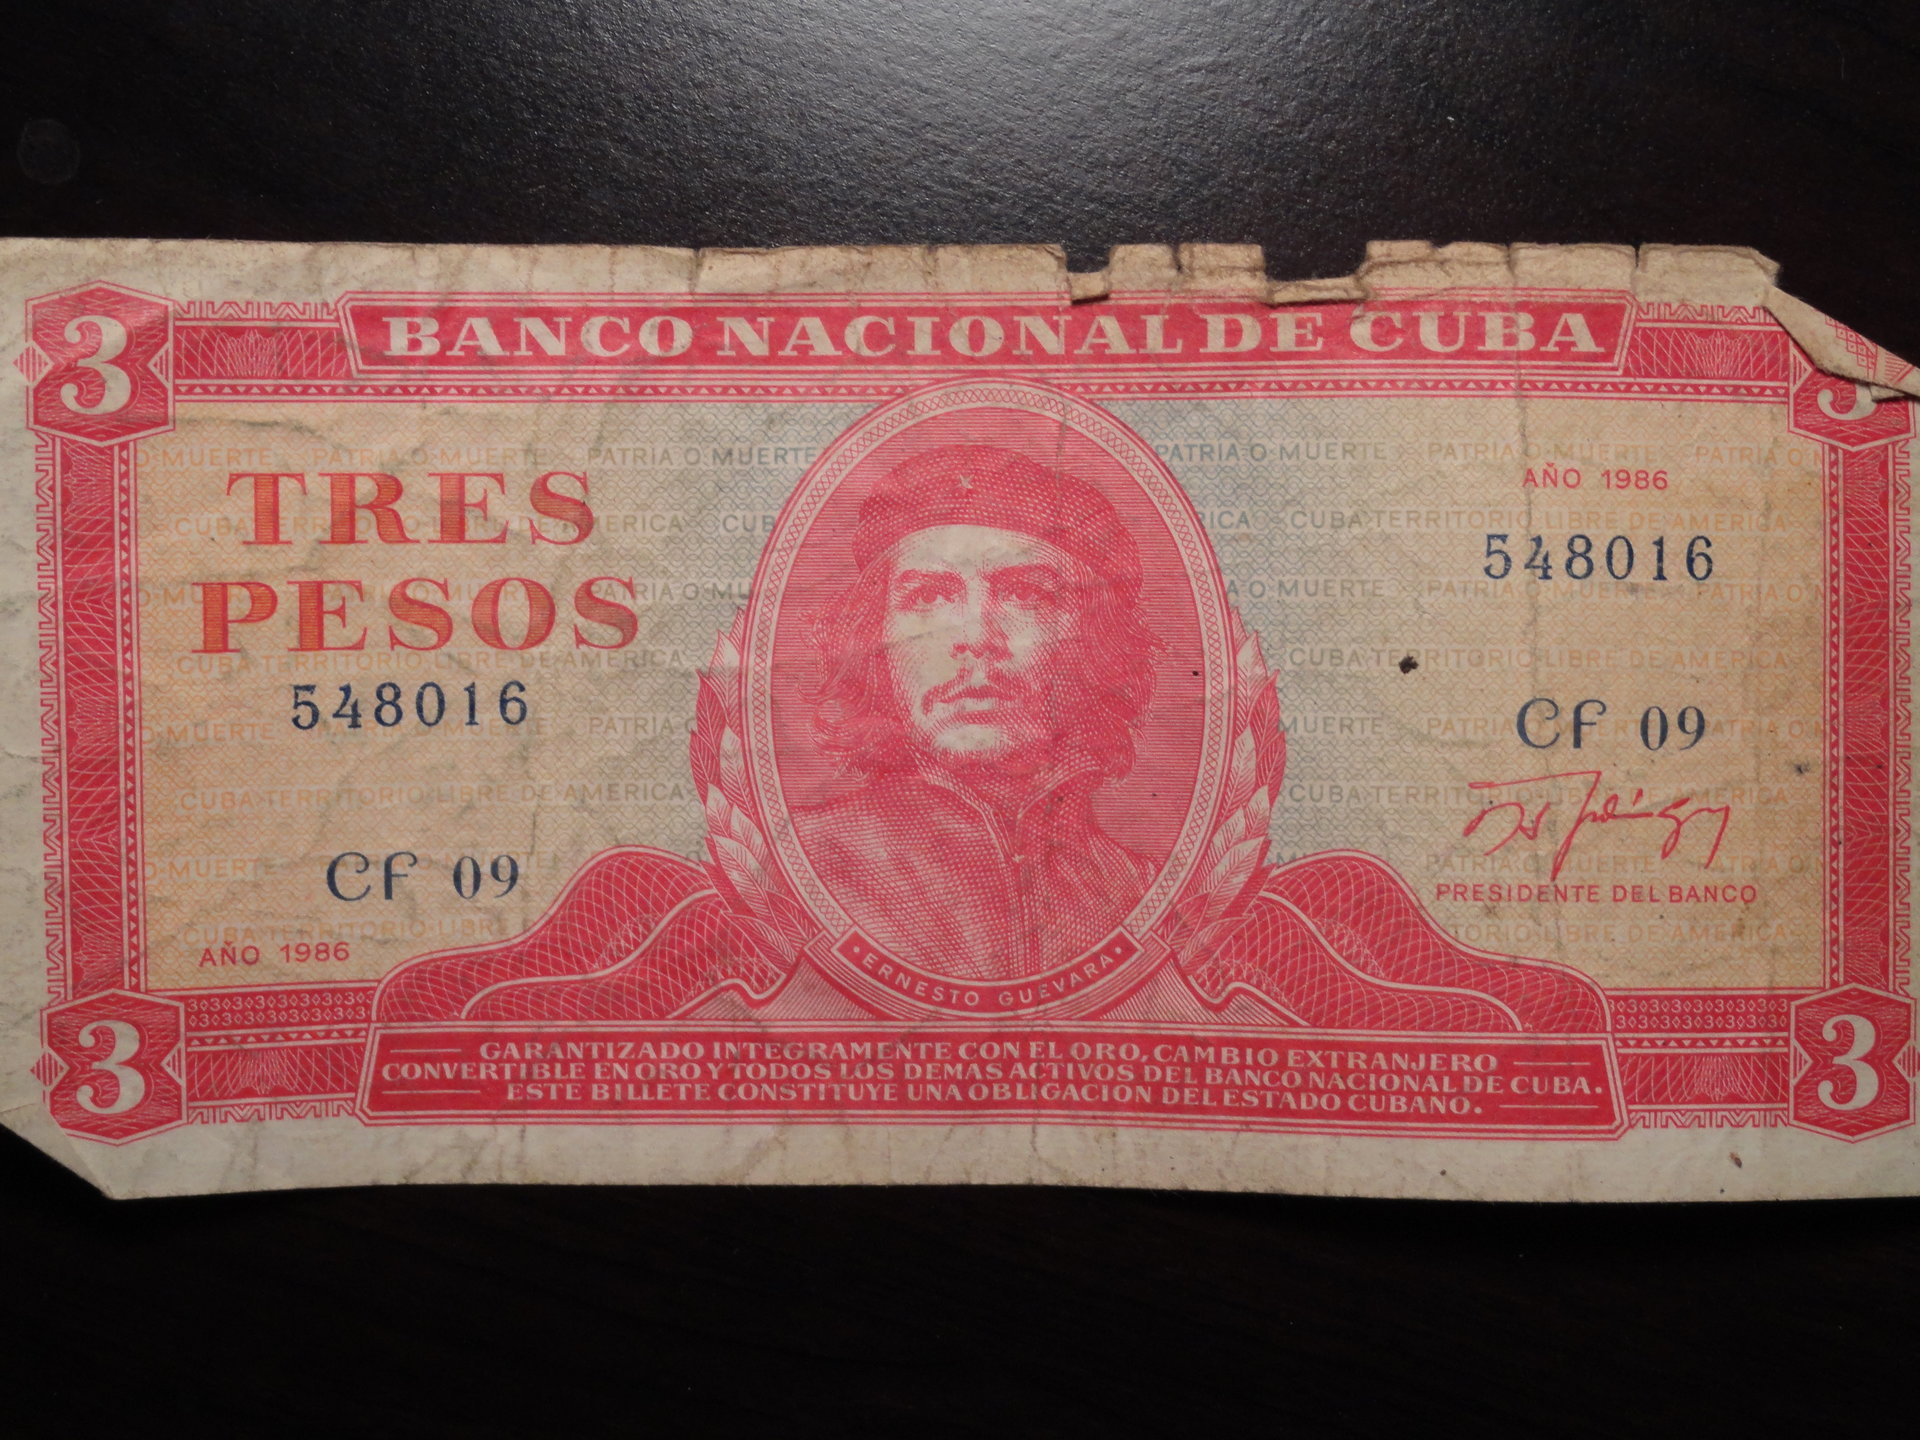 BANCO NACIONAL DE CUBA
3
3
PATRIA O MUERTE
CUBA TERRITORIO LIBRE DE AMERICA
TRES
PESOS
548016
CF 09
AÑO 1986
AÑO 1986
548016
CF 09
PRESIDENTE DEL BANCO
·ERNESTO GUEVARA·
3
3
GARANTIZADO INTEGRAMENTE CON EL ORO, CAMBIO EXTRANJERO
CONVERTIBLE EN ORO Y TODOS LOS DEMAS ACTIVOS DEL BANCO NACIONAL DE CUBA.
ESTE BILLETE CONSTITUYE UNA OBLIGACION DEL ESTADO CUBANO.